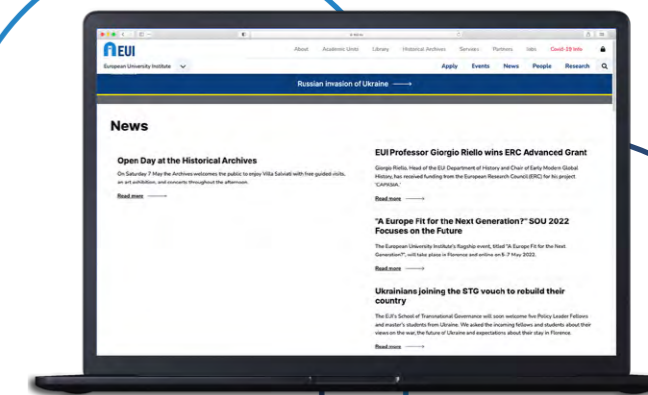 EUI
About Academic Units Library Historical Archives Services Partners Jobs Covid-19 Info
European University Institute
Apply Events News People Research
Russian invasion of Ukraine
News
Open Day at the Historical Archives
On Saturday 7 May the Archives welcomes the public to enjoy Villa Salviati with free guided visits,
an art exhibition, and concerts throughout the afternoon.
Read more
EUI Professor Giorgio Riello wins ERC Advanced Grant
Giorgio Riello, Head of the EUI Department of History and Chair of Early Modern Global
History, has received funding from the European Research Council (ERC) for his project
Read more
"A Europe Fit for the Next Generation?" SOU 2022
Focuses on the Future
The European University Institute's flagship event, titled "A Europe Fit for the Next
Generation?", will take place in Florence and online on 5-7 May 2022.
Read more
Ukrainians joining the STG vouch to rebuild their
country
The EUI's School of Transnational Governance will soon welcome five Policy Leader Fellows
and master's students from Ukraine. We asked the incoming fellows and students about their
views on the war, the future of Ukraine and expectations about their stay in Florence.
Read more